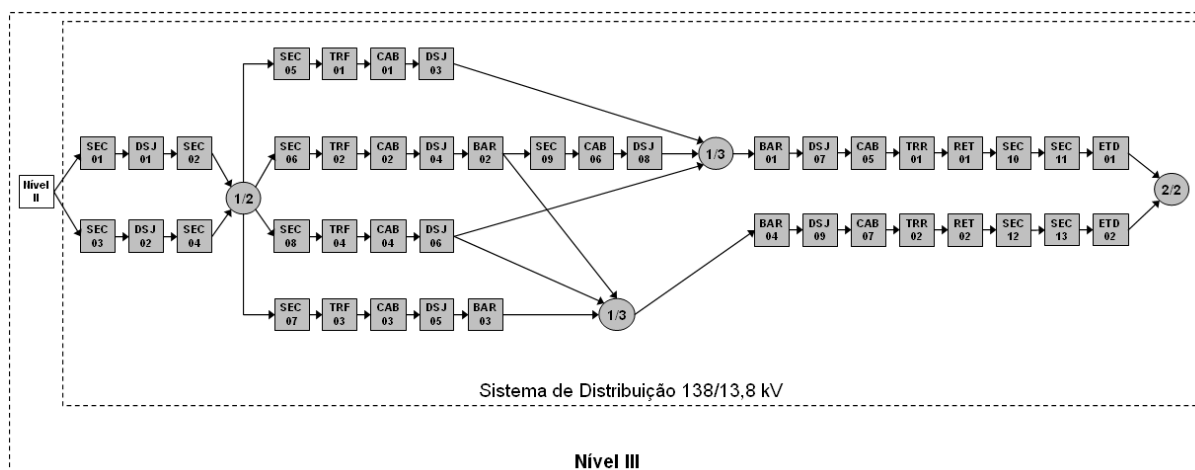 SEC 05 TRF 01 CAB 01 DSJ 03
SEC 01 DSJ 01 SEC 02
SEC 06 TRF 02 CAB 02 DSJ 04 BAR 02 SEC 09 CAB 06 DSJ 08 1/3 BAR 01 DSJ 07 CAB 05 TRR 01 RET 01 SEC 10 SEC 11 ETD 01
Nível II
1/2
2/2
SEC 03 DSJ 02 SEC 04
SEC 08 TRF 04 CAB 04 DSJ 06
BAR 04 DSJ 09 CAB 07 TRR 02 RET 02 SEC 12 SEC 13 ETD 02
SEC 07 TRF 03 CAB 03 DSJ 05 BAR 03 1/3
Sistema de Distribuição 138/13,8 kV
Nível III